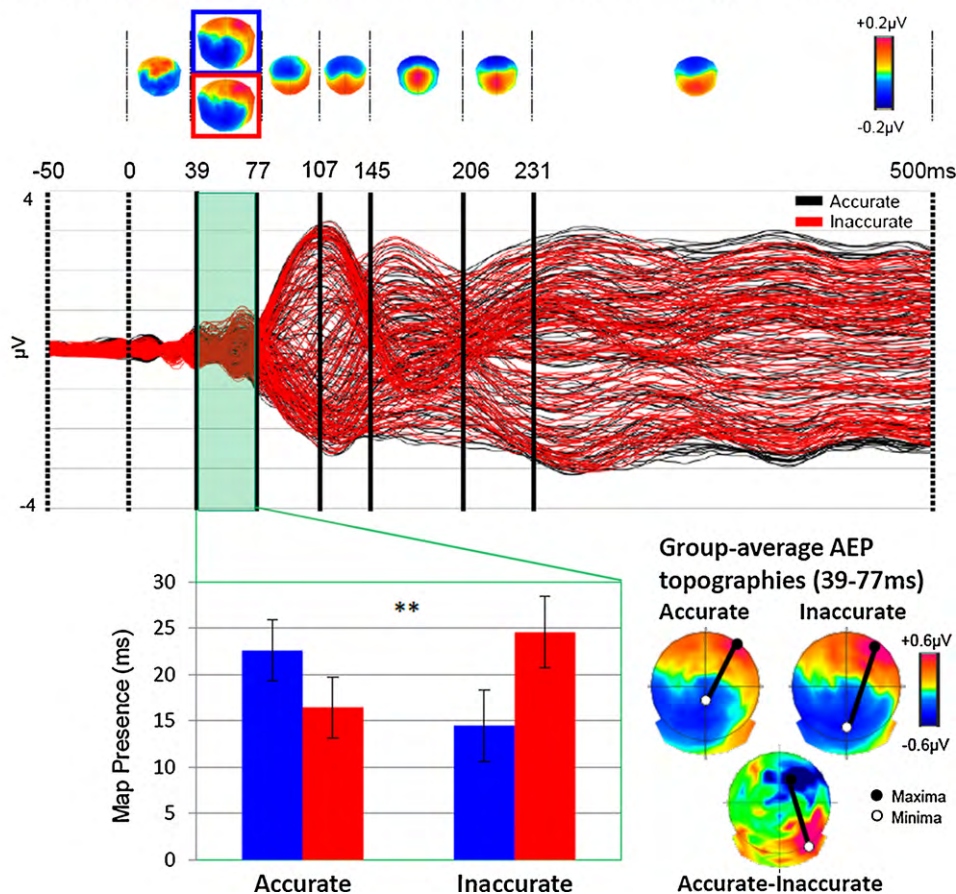 +0.2µV
-0.2µV
-50 0 39 77 107 145 206 231 500ms
4
Accurate
Inaccurate
µV
-4
Group-average AEP
topographies (39-77ms)
Accurate Inaccurate
+0.6µV
-0.6µV
Maxima
Minima
Accurate-Inaccurate
Map Presence (ms)
30
25
20
15
10
5
0
**
Accurate Inaccurate